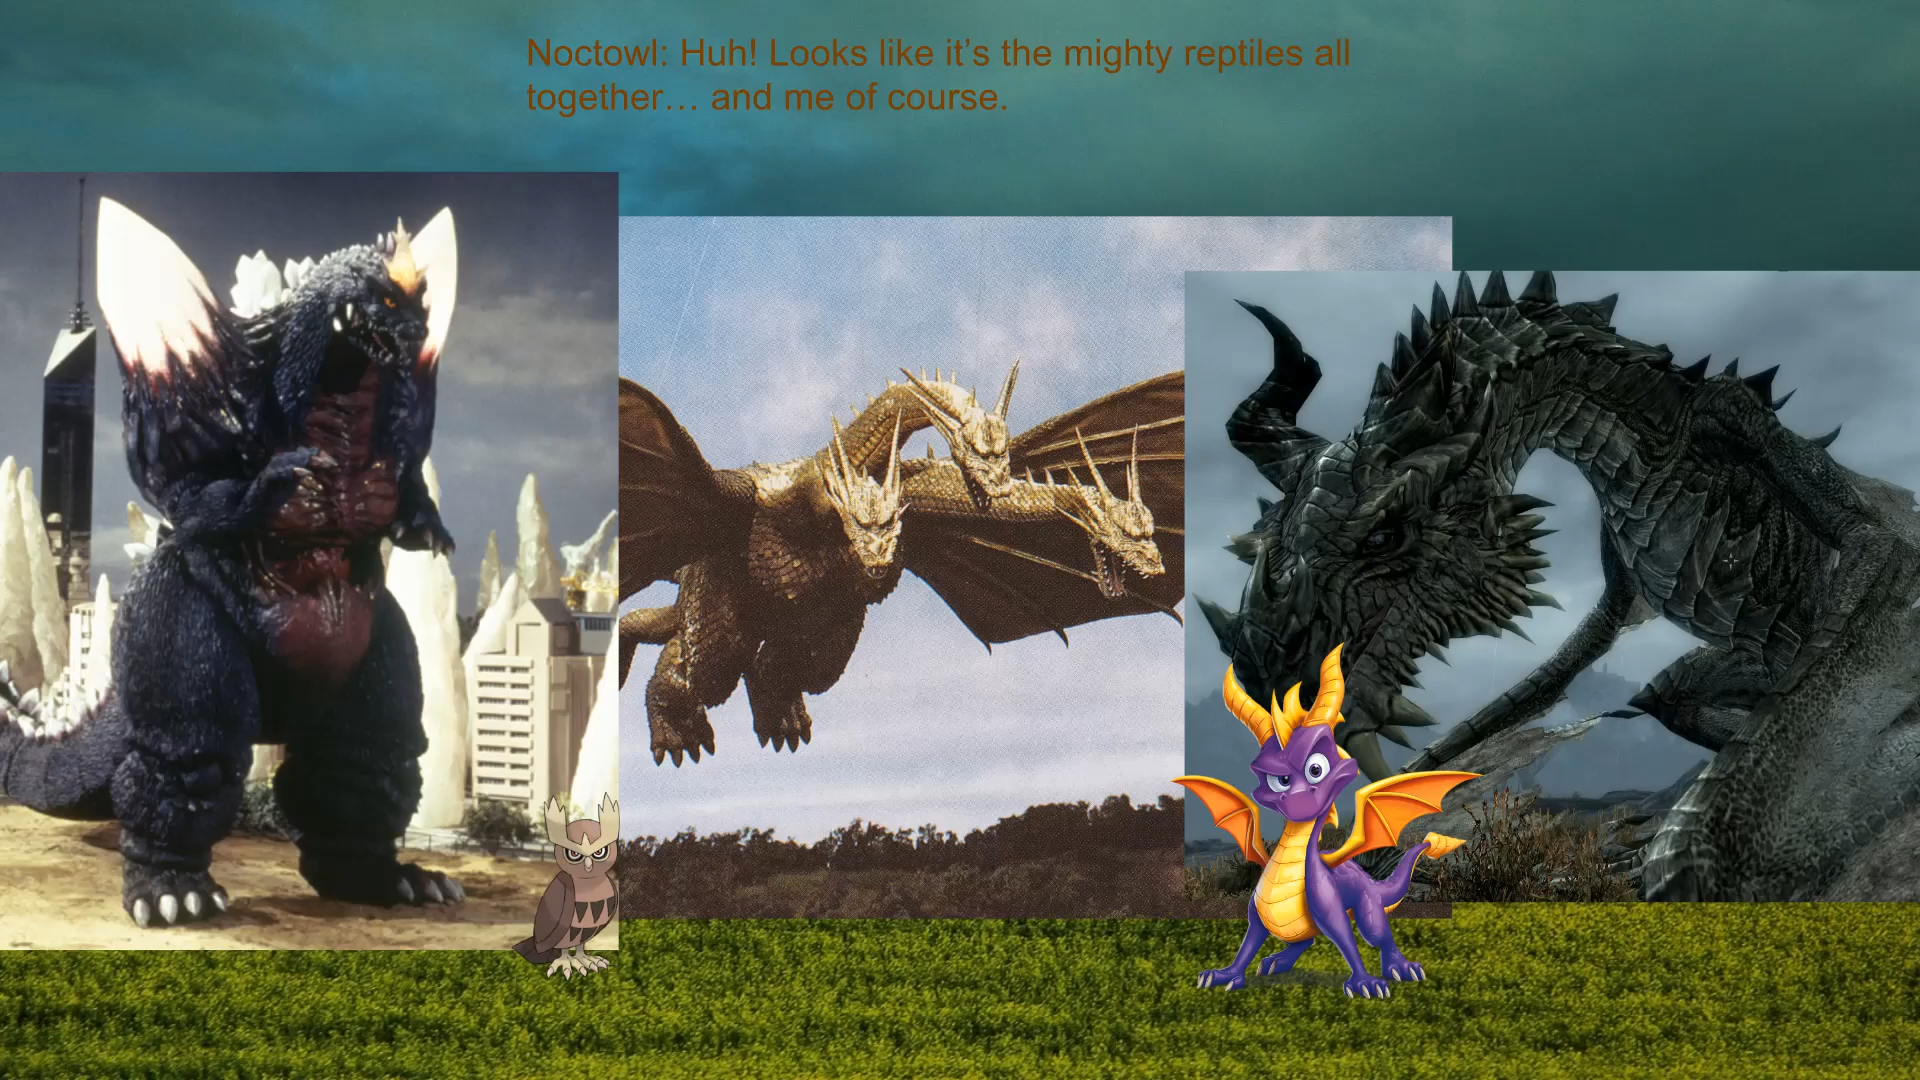 Noctowl: Huh! Looks like it’s the mighty reptiles all
together… and me of course.